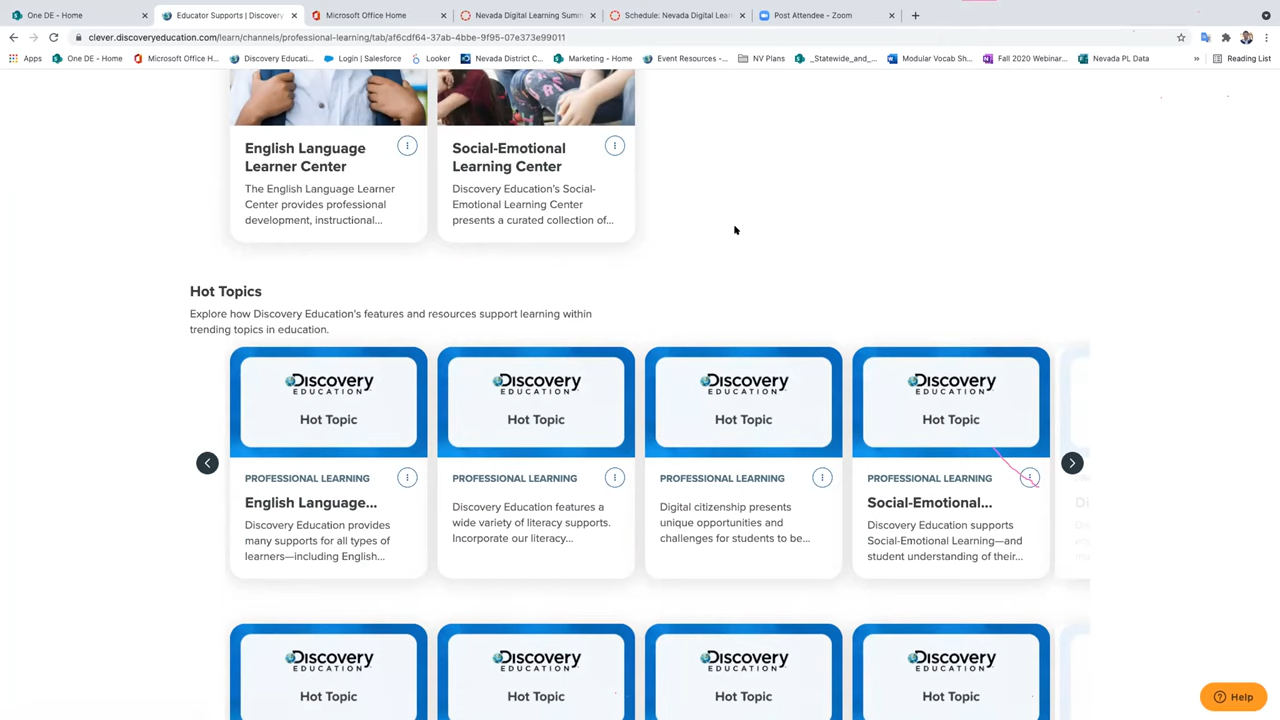 One DE - Home
Educator Supports | Discovery
Microsoft Office Home
Nevada Digital Learning Summ
Schedule: Nevada Digital Lear
Post Attendee - Zoom
clever.discoveryeducation.com/learn/channels/professional-learning/tab/af6cdf64-37ab-4bbe-9f95-07e373e99011
Apps
One DE - Home
Microsoft Office H...
Discovery Educati...
Login | Salesforce
Looker
Nevada District C...
Marketing - Home
Event Resources -...
NV Plans
_Statewide_and_...
Modular Vocab Sh...
Fall 2020 Webinar...
Nevada PL Data
»
Reading List
English Language
Learner Center
The English Language Learner
Center provides professional
development, instructional...
Social-Emotional
Learning Center
Discovery Education's Social-
Emotional Learning Center
presents a curated collection of...
Hot Topics
Explore how Discovery Education's features and resources support learning within
trending topics in education.
Discovery
EDUCATION
Hot Topic
PROFESSIONAL LEARNING
English Language...
Discovery Education provides
many supports for all types of
learners—including English...
Discovery
EDUCATION
Hot Topic
PROFESSIONAL LEARNING
Discovery Education features a
wide variety of literacy supports.
Incorporate our literacy...
Discovery
EDUCATION
Hot Topic
PROFESSIONAL LEARNING
Digital citizenship presents
unique opportunities and
challenges for students to be...
Discovery
EDUCATION
Hot Topic
PROFESSIONAL LEARNING
Social-Emotional...
Discovery Education supports
Social-Emotional Learning—and
student understanding of their...
Discovery
EDUCATION
Hot Topic
Discovery
EDUCATION
Hot Topic
Discovery
EDUCATION
Hot Topic
Discovery
EDUCATION
Hot Topic
Help